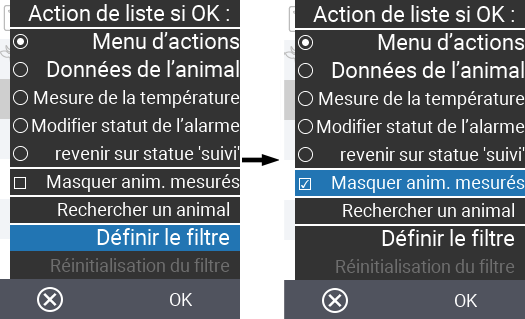 Action de liste si OK :
Menu d'actions
Données de l'animal
Mesure de la température
Modifier statut de l'alarme
revenir sur statue 'suivi'
Masquer anim. mesurés
Rechercher un animal
Définir le filtre
Réinitialisation du filtre
OK
Action de liste si OK :
Menu d'actions
Données de l'animal
Mesure de la température
Modifier statut de l'alarme
revenir sur statue 'suivi'
Masquer anim. mesurés
Rechercher un animal
Définir le filtre
Réinitialisation du filtre
OK